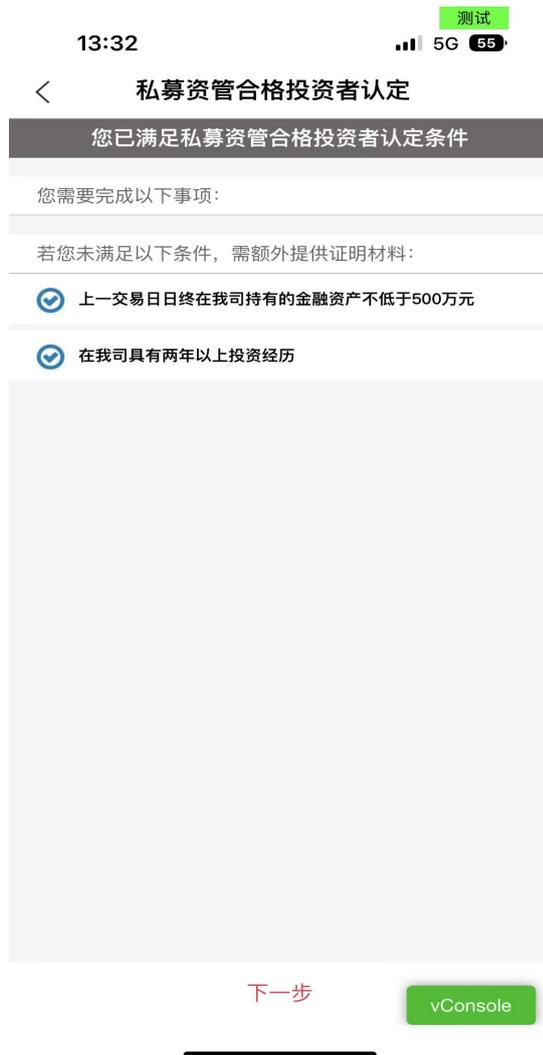 测试
13:32
5G 55
私募资管合格投资者认定
您已满足私募资管合格投资者认定条件
您需要完成以下事项:
若您未满足以下条件，需额外提供证明材料:
上一交易日日终在我司持有的金融资产不低于500万元
在我司具有两年以上投资经历
下一步
vConsole